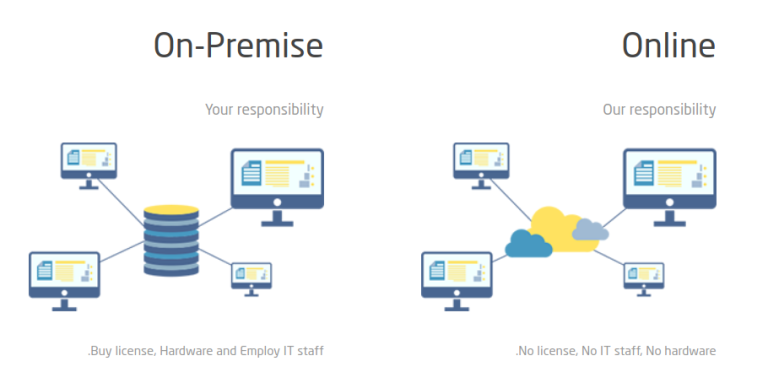 On-Premise
Your responsibility
.Buy license, Hardware and Employ IT staff
Online
Our responsibility
.No license, No IT staff, No hardware